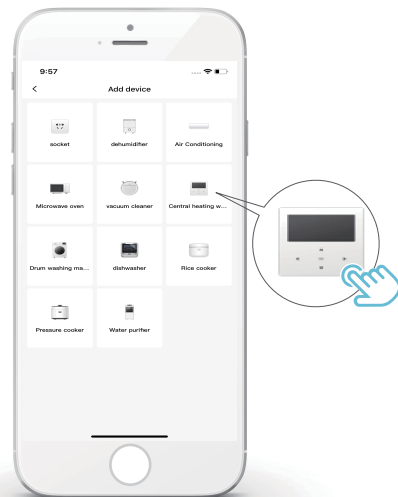 9:57
Add device
socket
dehumidifier
Air Conditioning
Microwave oven
vacuum cleaner
Central heating w...
Drum washing ma...
dishwasher
Rice cooker
Pressure cooker
Water purifier